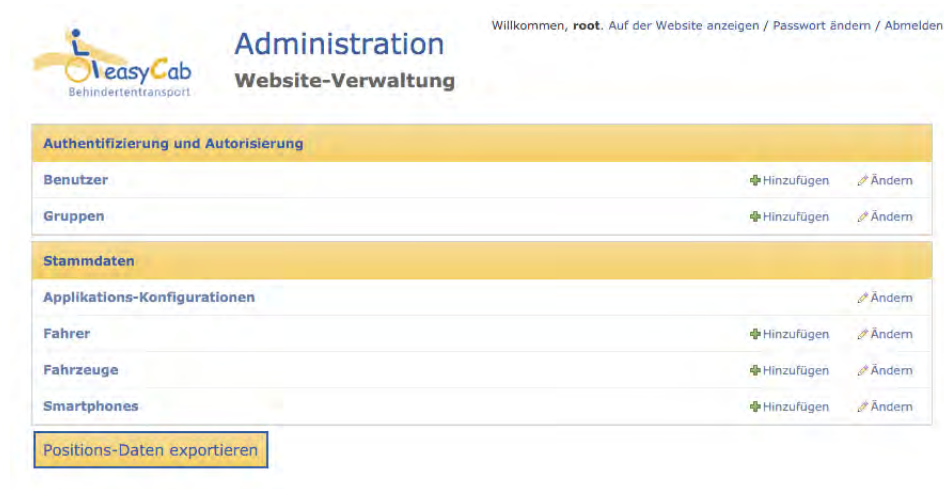 Willkommen, root. Auf der Website anzeigen / Passwort ändern / Abmelden
easyCab
Behindertentransport
Administration
Website-Verwaltung
Authentifizierung und Autorisierung
Benutzer Hinzufügen Ändern
Gruppen Hinzufügen Ändern
Stammdaten
Applikations-Konfigurationen Ändern
Fahrer Hinzufügen Ändern
Fahrzeuge Hinzufügen Ändern
Smartphones Hinzufügen Ändern
Positions-Daten exportieren